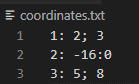 coordinates.txt
1 1: 2; 3
2 2: -16:0
3 3: 5; 8